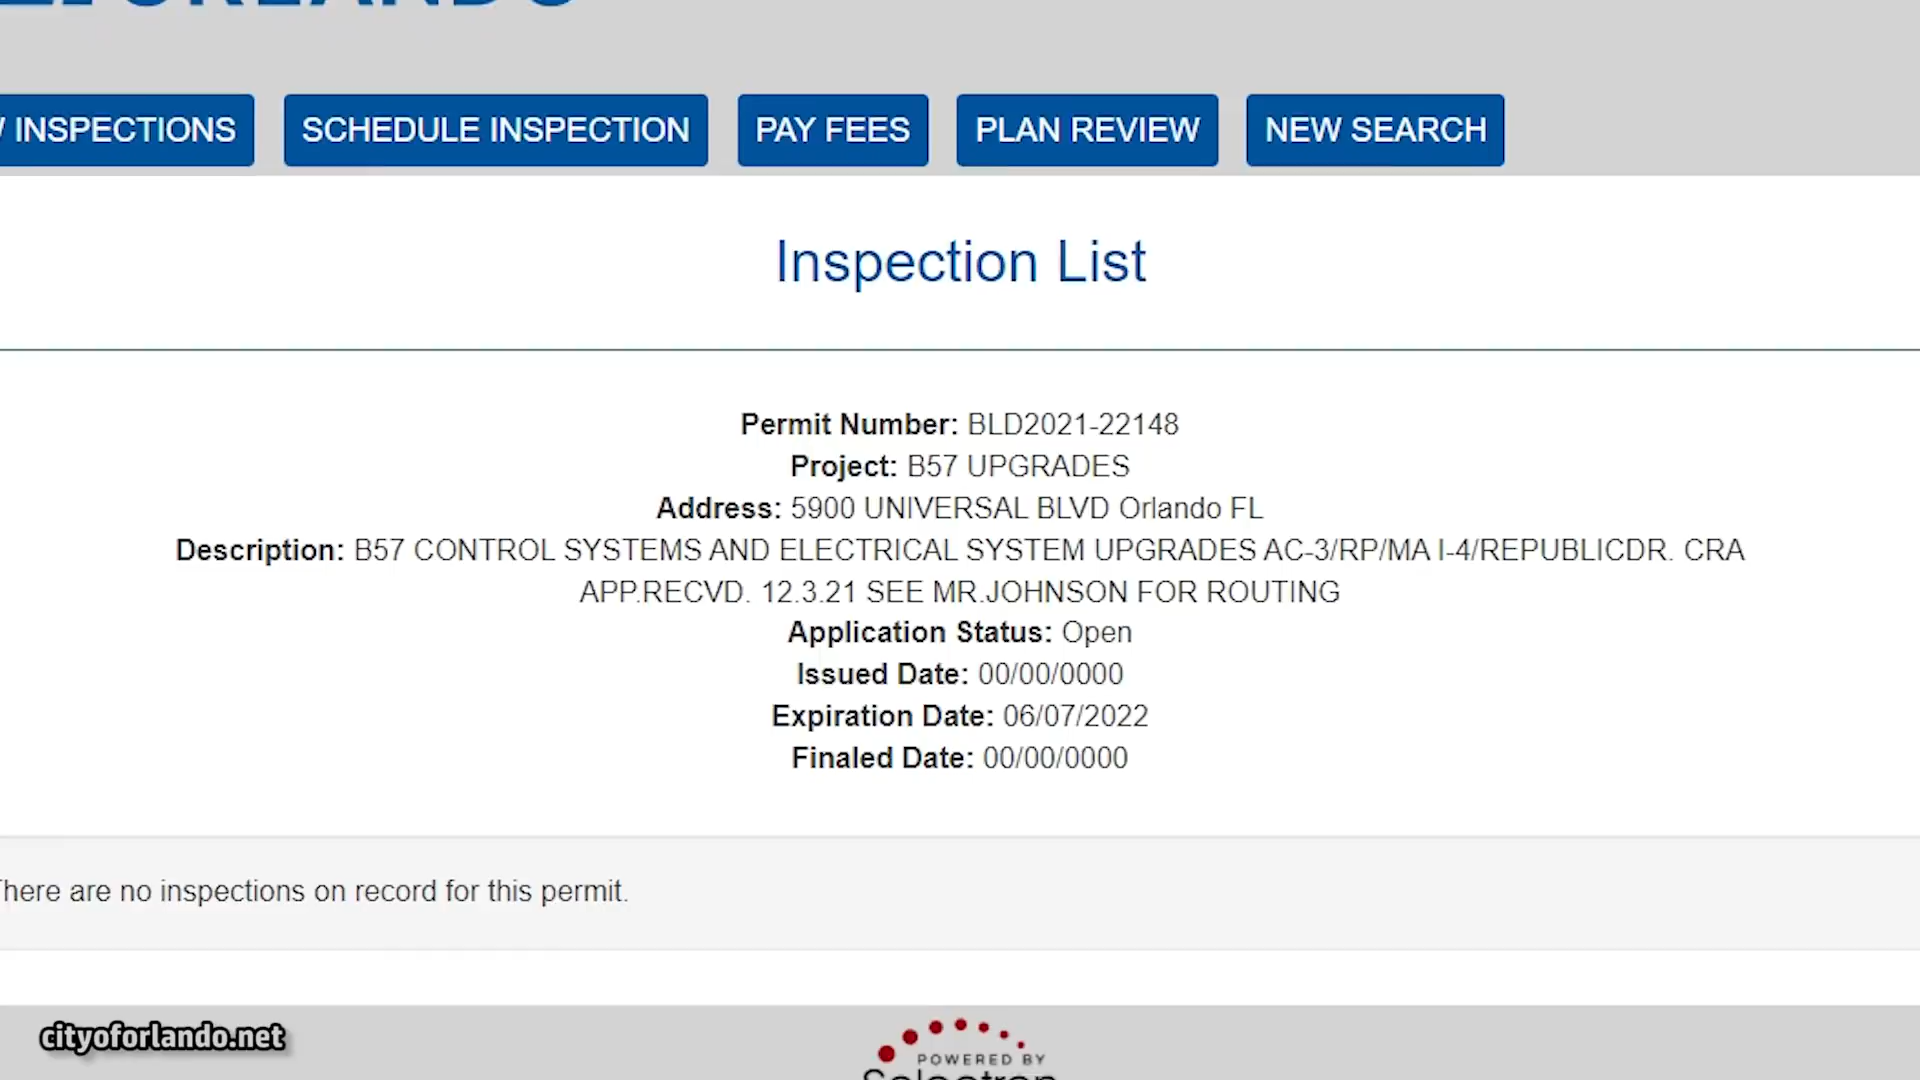 ORLANDO
INSPECTIONS SCHEDULE INSPECTION PAY FEES PLAN REVIEW NEW SEARCH
Inspection List
Permit Number: BLD2021-22148
Project: B57 UPGRADES
Address: 5900 UNIVERSAL BLVD Orlando FL
Description: B57 CONTROL SYSTEMS AND ELECTRICAL SYSTEM UPGRADES AC-3/RP/MA I-4/REPUBLICDR. CRA
APP.RECVD. 12.3.21 SEE MR.JOHNSON FOR ROUTING
Application Status: Open
Issued Date: 00/00/0000
Expiration Date: 06/07/2022
Finaled Date: 00/00/0000
There are no inspections on record for this permit.
cityoforlando.net
POWERED BY
Selectron